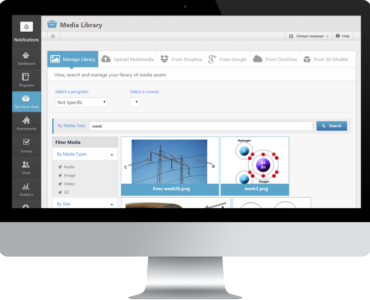 Media Library
Notifications
Change Language
Help
Manage Library
Upload Multimedia
From Dropbox
From Google
From OneDrive
From 3D Models
Dashboard
View, search and manage your library of media assets
Select a program:
Select a course:
Programs
Not Specific
By Media Text:
week
Search
Assessments
Filter Media
By Media Types
Surveys
Audio
Image
Video
3D
Users
Hydrogen
Oxygen
lines week2b.png
week3.png
Analytics
By Size